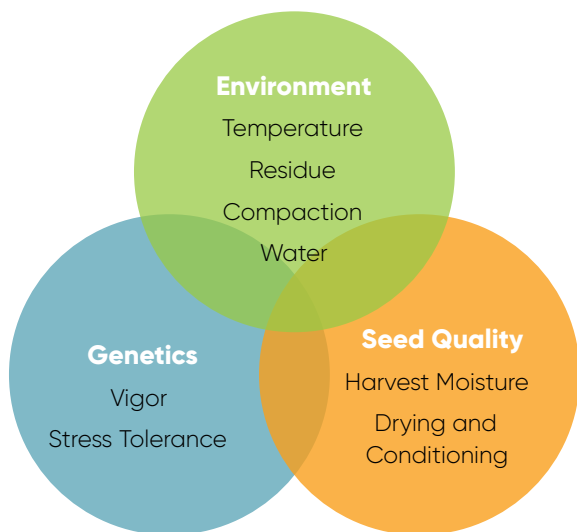 Environment
Temperature
Residue
Compaction
Water
Genetics
Vigor
Stress Tolerance
Seed Quality
Harvest Moisture
Drying and
Conditioning